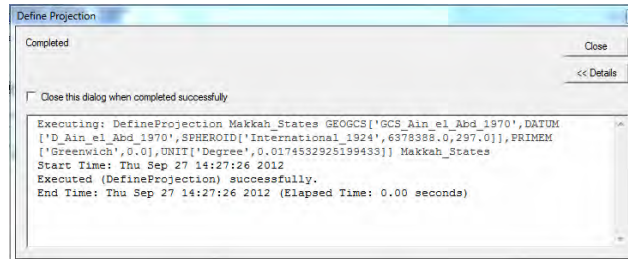 Define Projection
Completed
Close
<< Details
Close this dialog when completed successfully
Executing: DefineProjection Makkah_States GEOGCS['GCS_Ain_el_Abd_1970',DATUM
['D_Ain_el_Abd_1970',SPHEROID['International_1924',6378388.0,297.0]],PRIMEM
['Greenwich',0.0],UNIT['Degree',0.0174532925199433]] Makkah_States
Start Time: Thu Sep 27 14:27:26 2012
Executed (DefineProjection) successfully.
End Time: Thu Sep 27 14:27:26 2012 (Elapsed Time: 0.00 seconds)